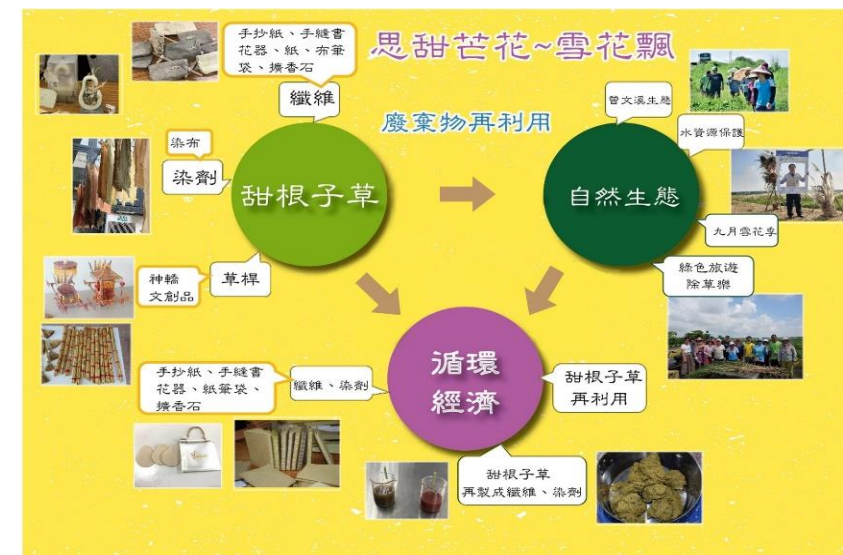 思甜芒花~雪花飄
廢棄物再利用
手抄紙、手縫書
花器、紙、布筆
袋、擴香石
纖維
染布
染劑
甜根子草
神轎
文創品
草桿
曾文溪生態
水資源保護
自然生態
九月雪花季
綠色旅遊
除草樂
循環
經濟
手抄紙、手縫書
花器、紙筆袋、
擴香石
纖維、染劑
甜根子草
再利用
甜根子草
再製成纖維、染劑